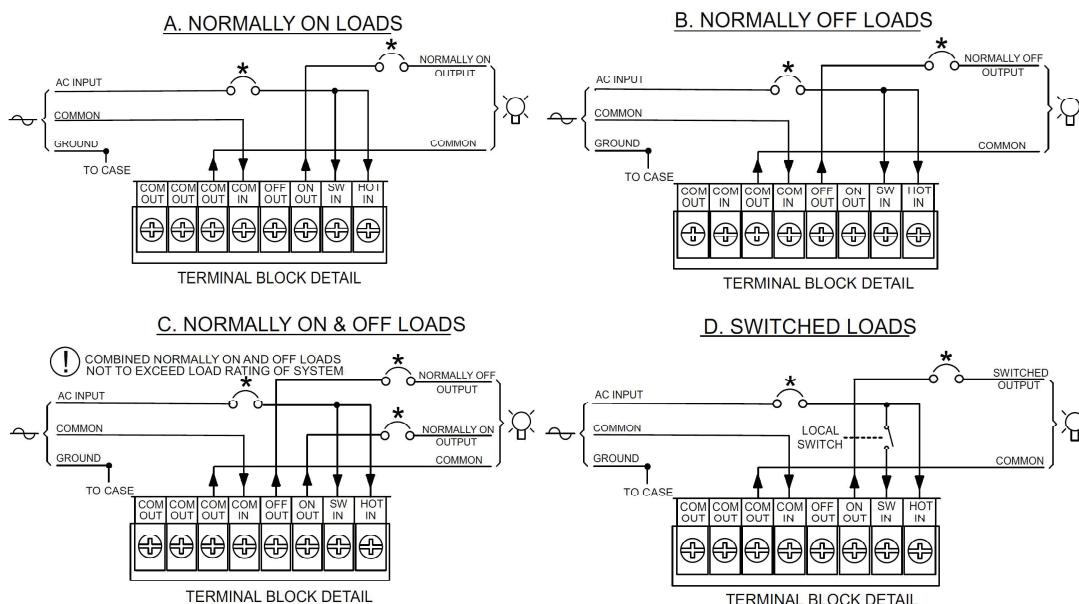 A. NORMALLY ON LOADS
*
*
NORMALLY ON
OUTPUT
AC INPUT
COMMON
GROUND
COMMON
TO CASE
COM OUT COM OUT COM OUT COM IN OFF OUT ON OUT SW IN HOT IN
TERMINAL BLOCK DETAIL
B. NORMALLY OFF LOADS
*
*
NORMALLY OFF
OUTPUT
AC INPUT
COMMON
GROUND
COMMON
TO CASE
COM OUT COM IN COM OUT COM IN OFF OUT ON OUT SW IN HOT IN
TERMINAL BLOCK DETAIL
C. NORMALLY ON & OFF LOADS
! COMBINED NORMALLY ON AND OFF LOADS
NOT TO EXCEED LOAD RATING OF SYSTEM
*
*
NORMALLY OFF
OUTPUT
AC INPUT
*
NORMALLY ON
OUTPUT
COMMON
GROUND
COMMON
TO CASE
COM OUT COM OUT COM OUT COM IN OFF OUT ON OUT SW IN HOT IN
TERMINAL BLOCK DETAIL
D. SWITCHED LOADS
*
*
SWITCHED
OUTPUT
AC INPUT
LOCAL
SWITCH
COMMON
GROUND
COMMON
TO CASE
COM OUT COM OUT COM OUT COM IN OFF OUT ON OUT SW IN HOT IN
TERMINAL BLOCK DETAIL